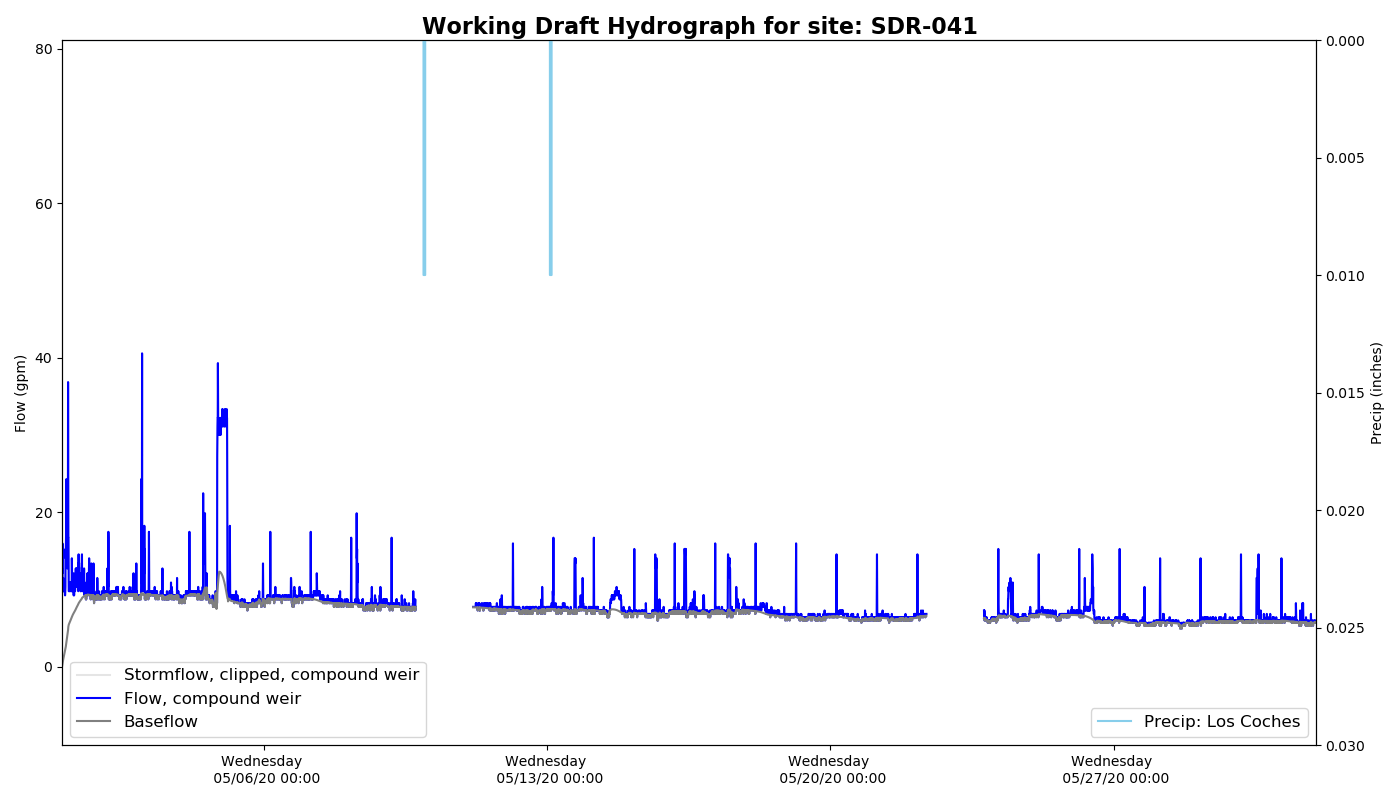 Working Draft Hydrograph for site: SDR-041
80
60
40
20
0
Flow (gpm)
0.000
0.005
0.010
0.015
0.020
0.025
0.030
Precip (inches)
Stormflow, clipped, compound weir
Flow, compound weir
Baseflow
Precip: Los Coches
Wednesday
05/06/20 00:00
Wednesday
05/13/20 00:00
Wednesday
05/20/20 00:00
Wednesday
05/27/20 00:00